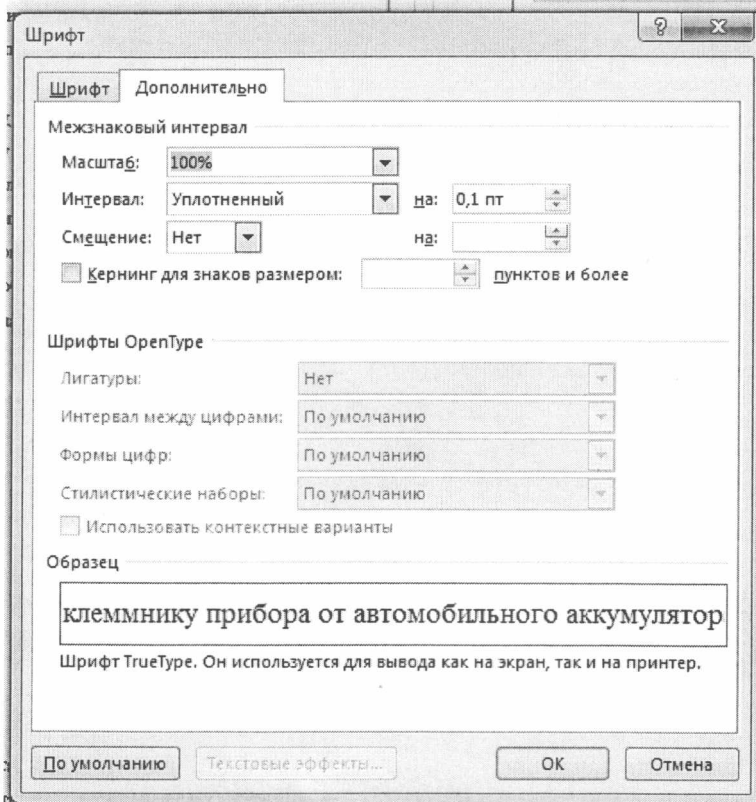 Шрифт
Шрифт Дополнительно
Межзнаковый интервал
Масштаб: 100%
Интервал: Уплотненный на: 0,1 пт
Смещение: Нет на:
Кернинг для знаков размером: пунктов и более
Шрифты OpenType
Лигатуры: Нет
Интервал между цифрами: По умолчанию
Формы цифр: По умолчанию
Стилистические наборы: По умолчанию
Использовать контекстные варианты
Образец
клеммнику прибора от автомобильного аккумулятор
Шрифт TrueType. Он используется для вывода как на экран, так и на принтер.
По умолчанию Текстовые эффекты... ОК Отмена